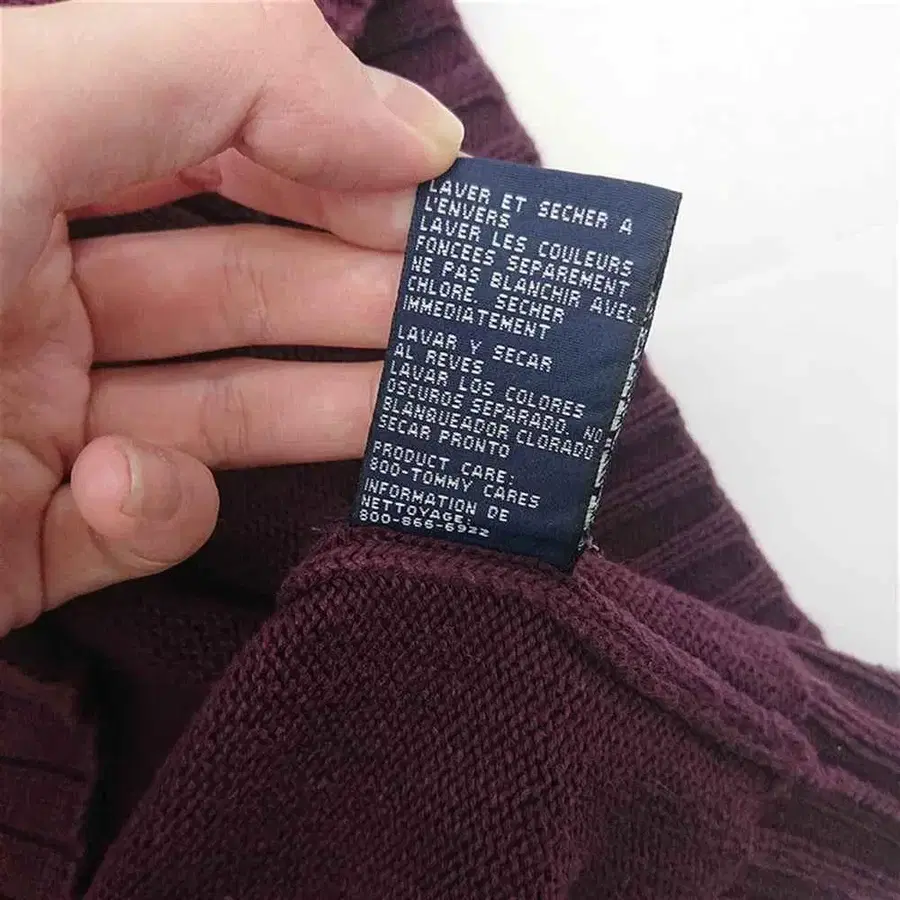 LAVER ET SECHER A
L'ENVERS
LAVER LES COULEURS
FONCEES SEPAREMENT
NE PAS BLANCHIR AVEC
CHLORE. SECHER
IMMEDIATEMENT
LAVAR Y SECAR
AL REVES
LAVAR LOS COLORES
OSCUROS SEPARADO. NO
BLANQUEADOR CLORADO
SECAR PRONTO
PRODUCT CARE:
800-TOMMY CARES
INFORMATION DE
NETTOYAGE:
800-866-6922